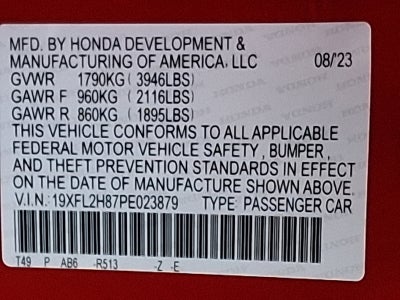 MFD. BY HONDA DEVELOPMENT &
MANUFACTURING OF AMERICA, LLC 08/'23
GVWR 1790KG (3946LBS)
GAWR F 960KG (2116LBS)
GAWR R 860KG (1895LBS)
THIS VEHICLE CONFORMS TO ALL APPLICABLE
FEDERAL MOTOR VEHICLE SAFETY, BUMPER,
AND THEFT PREVENTION STANDARDS IN EFFECT
ON THE DATE OF MANUFACTURE SHOWN ABOVE.
V.I.N.: 19XFL2H87PE023879 TYPE PASSENGER CAR
T49 P AB6 -R513 -Z -E